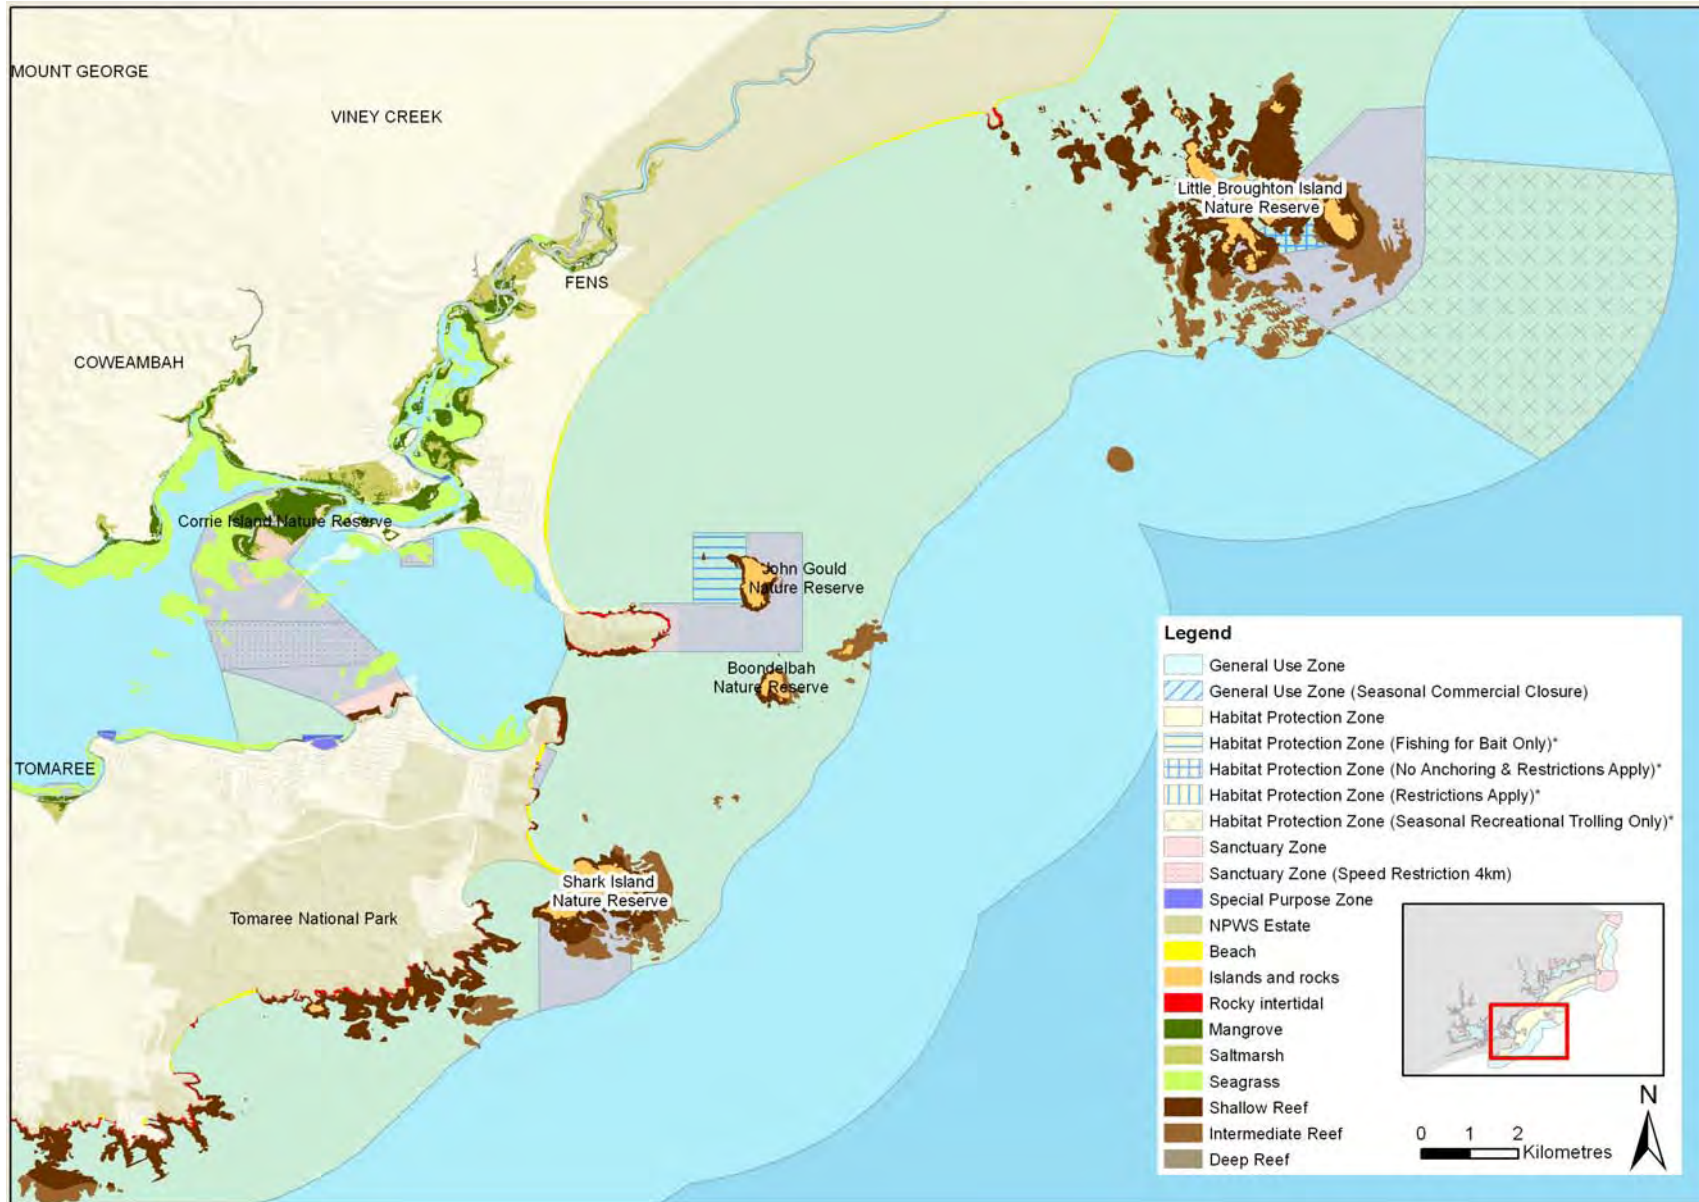 MOUNT GEORGE
VINEY CREEK
Little Broughton Island
Nature Reserve
FENS
COWEAMBAH
Corrie Island Nature Reserve
John Gould
Nature Reserve
Boondelbah
Nature Reserve
TOMAREE
Shark Island
Nature Reserve
Tomaree National Park
Legend
General Use Zone
General Use Zone (Seasonal Commercial Closure)
Habitat Protection Zone
Habitat Protection Zone (Fishing for Bait Only)*
Habitat Protection Zone (No Anchoring & Restrictions Apply)*
Habitat Protection Zone (Restrictions Apply)*
Habitat Protection Zone (Seasonal Recreational Trolling Only)*
Sanctuary Zone
Sanctuary Zone (Speed Restriction 4km)
Special Purpose Zone
NPWS Estate
Beach
Islands and rocks
Rocky intertidal
Mangrove
Saltmarsh
Seagrass
Shallow Reef
Intermediate Reef
Deep Reef
N
0 1 2
Kilometres